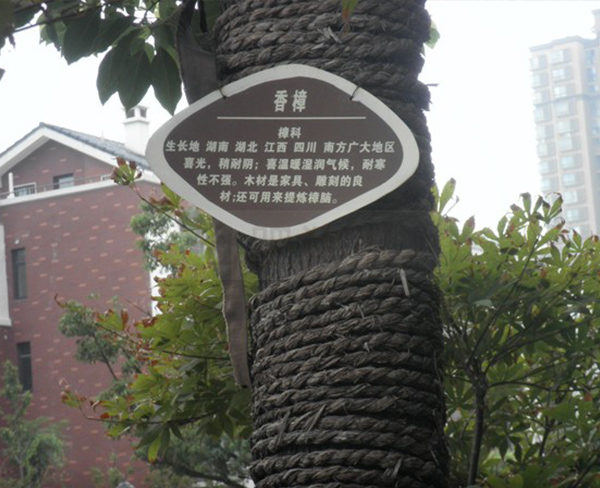 香樟
樟科
生长地 湖南 湖北 江西 四川 南方广大地区
喜光，稍耐阴；喜温暖湿润气候，耐寒
性不强。木材是家具、雕刻的良
材;还可用来提炼樟脑。